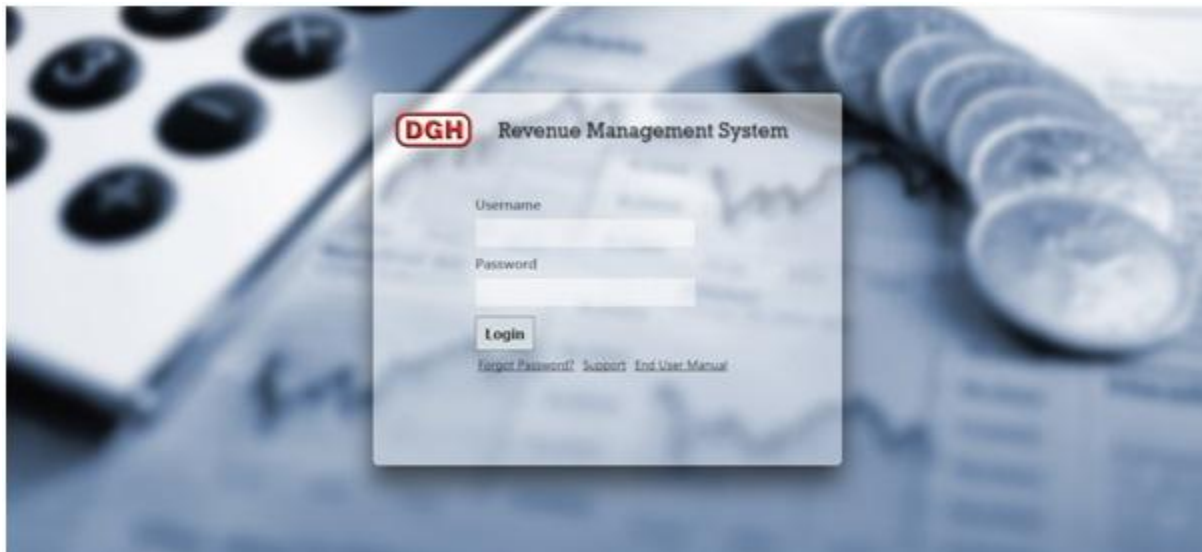 DGH Revenue Management System
Username
Password
Login
Forgot Password? Support End User Manual